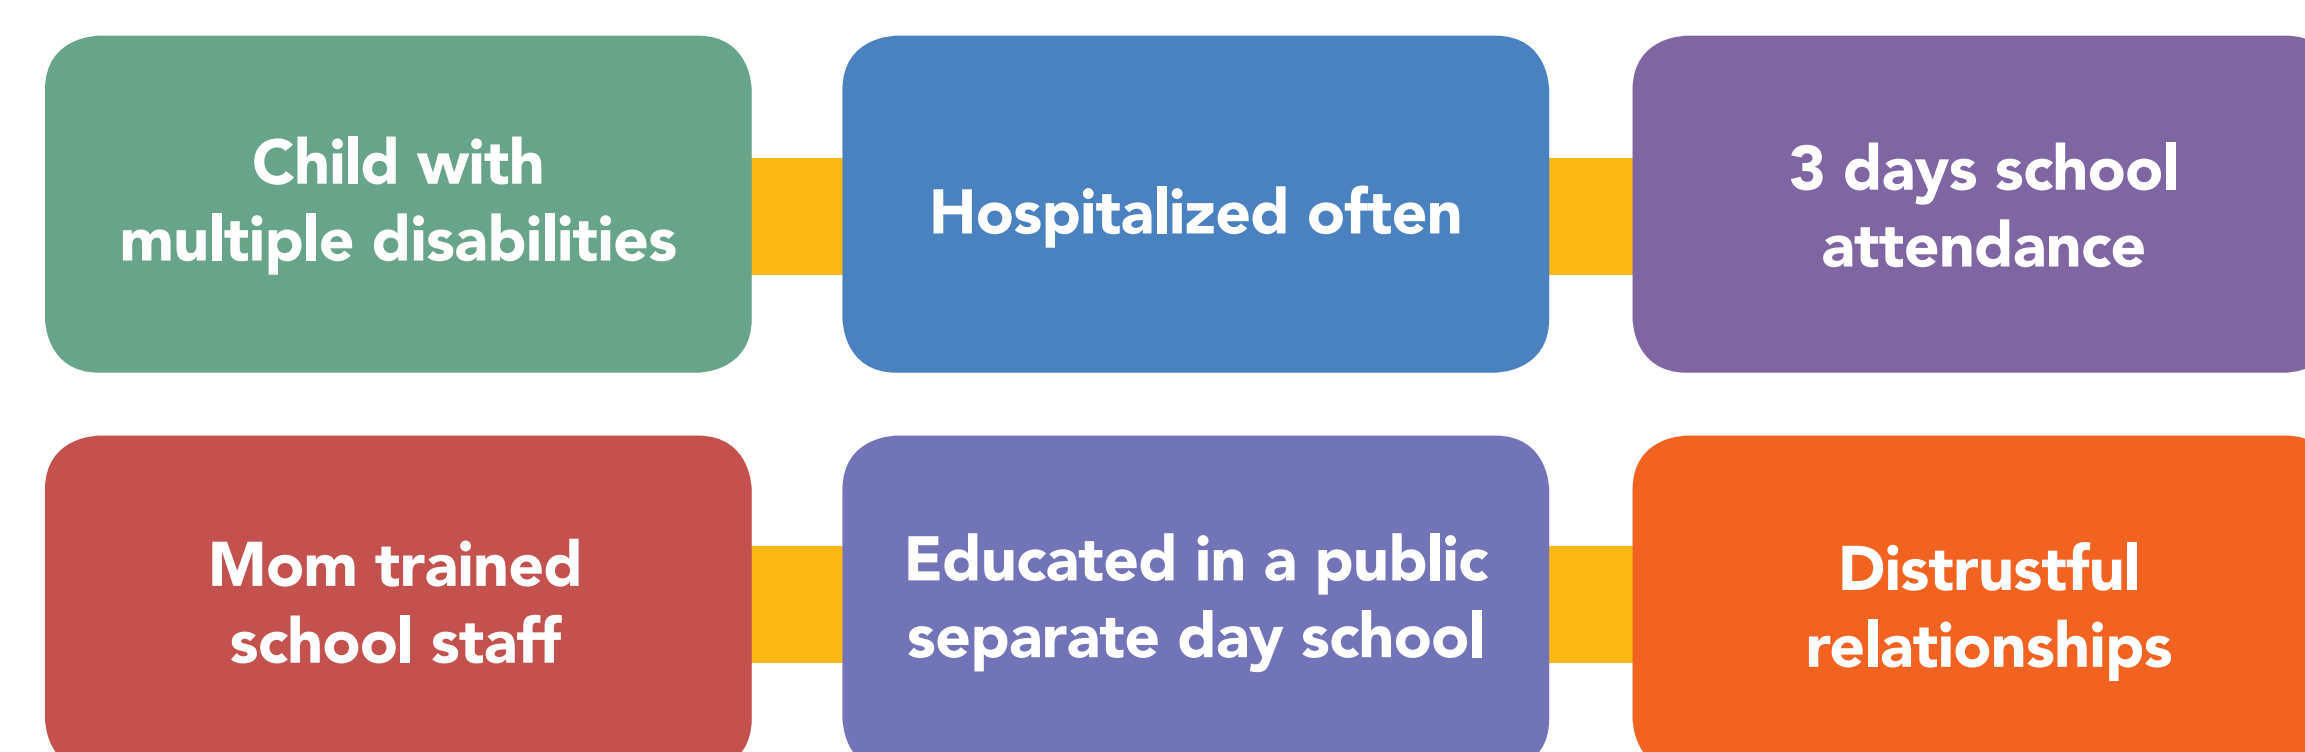 Child with
multiple disabilities
Hospitalized often
3 days school
attendance
Mom trained
school staff
Educated in a public
separate day school
Distrustful
relationships